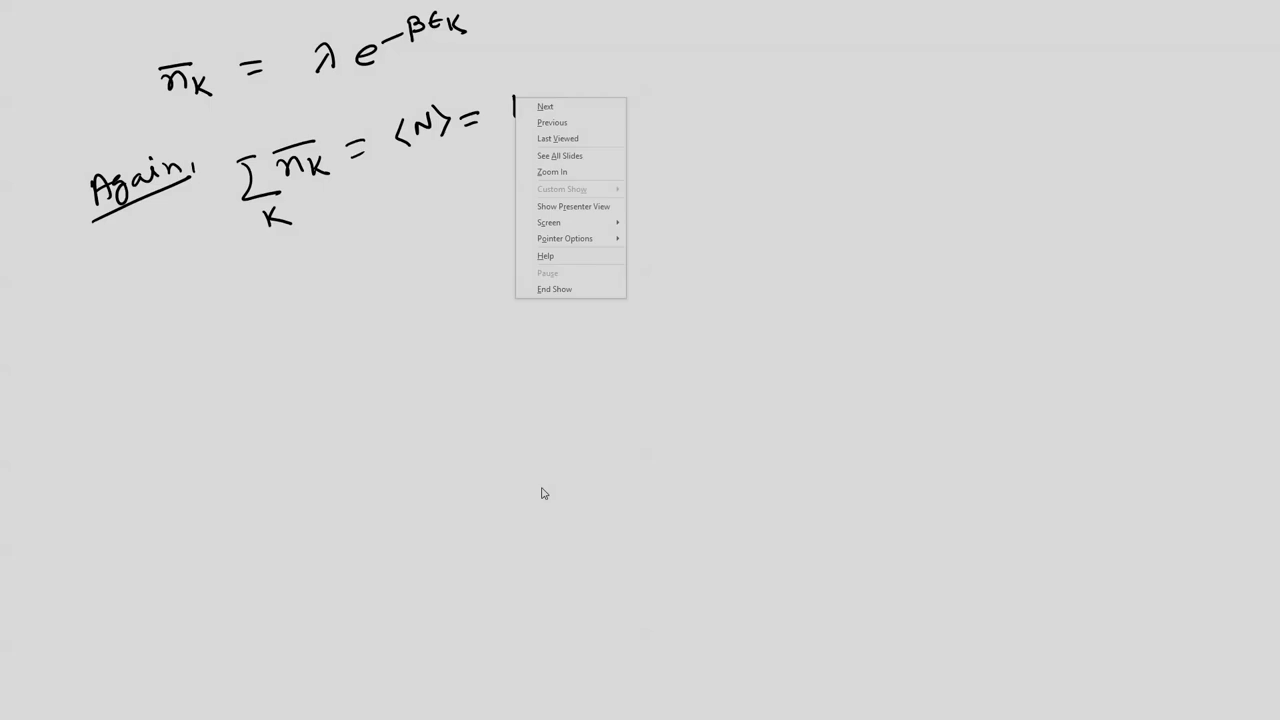 n̄_K = λ e^{-βϵ_K}
Again, Σ_K n̄_K = ⟨N⟩ =
Next
Previous
Last Viewed
See All Slides
Zoom In
Custom Show
Show Presenter View
Screen
Pointer Options
Help
Pause
End Show